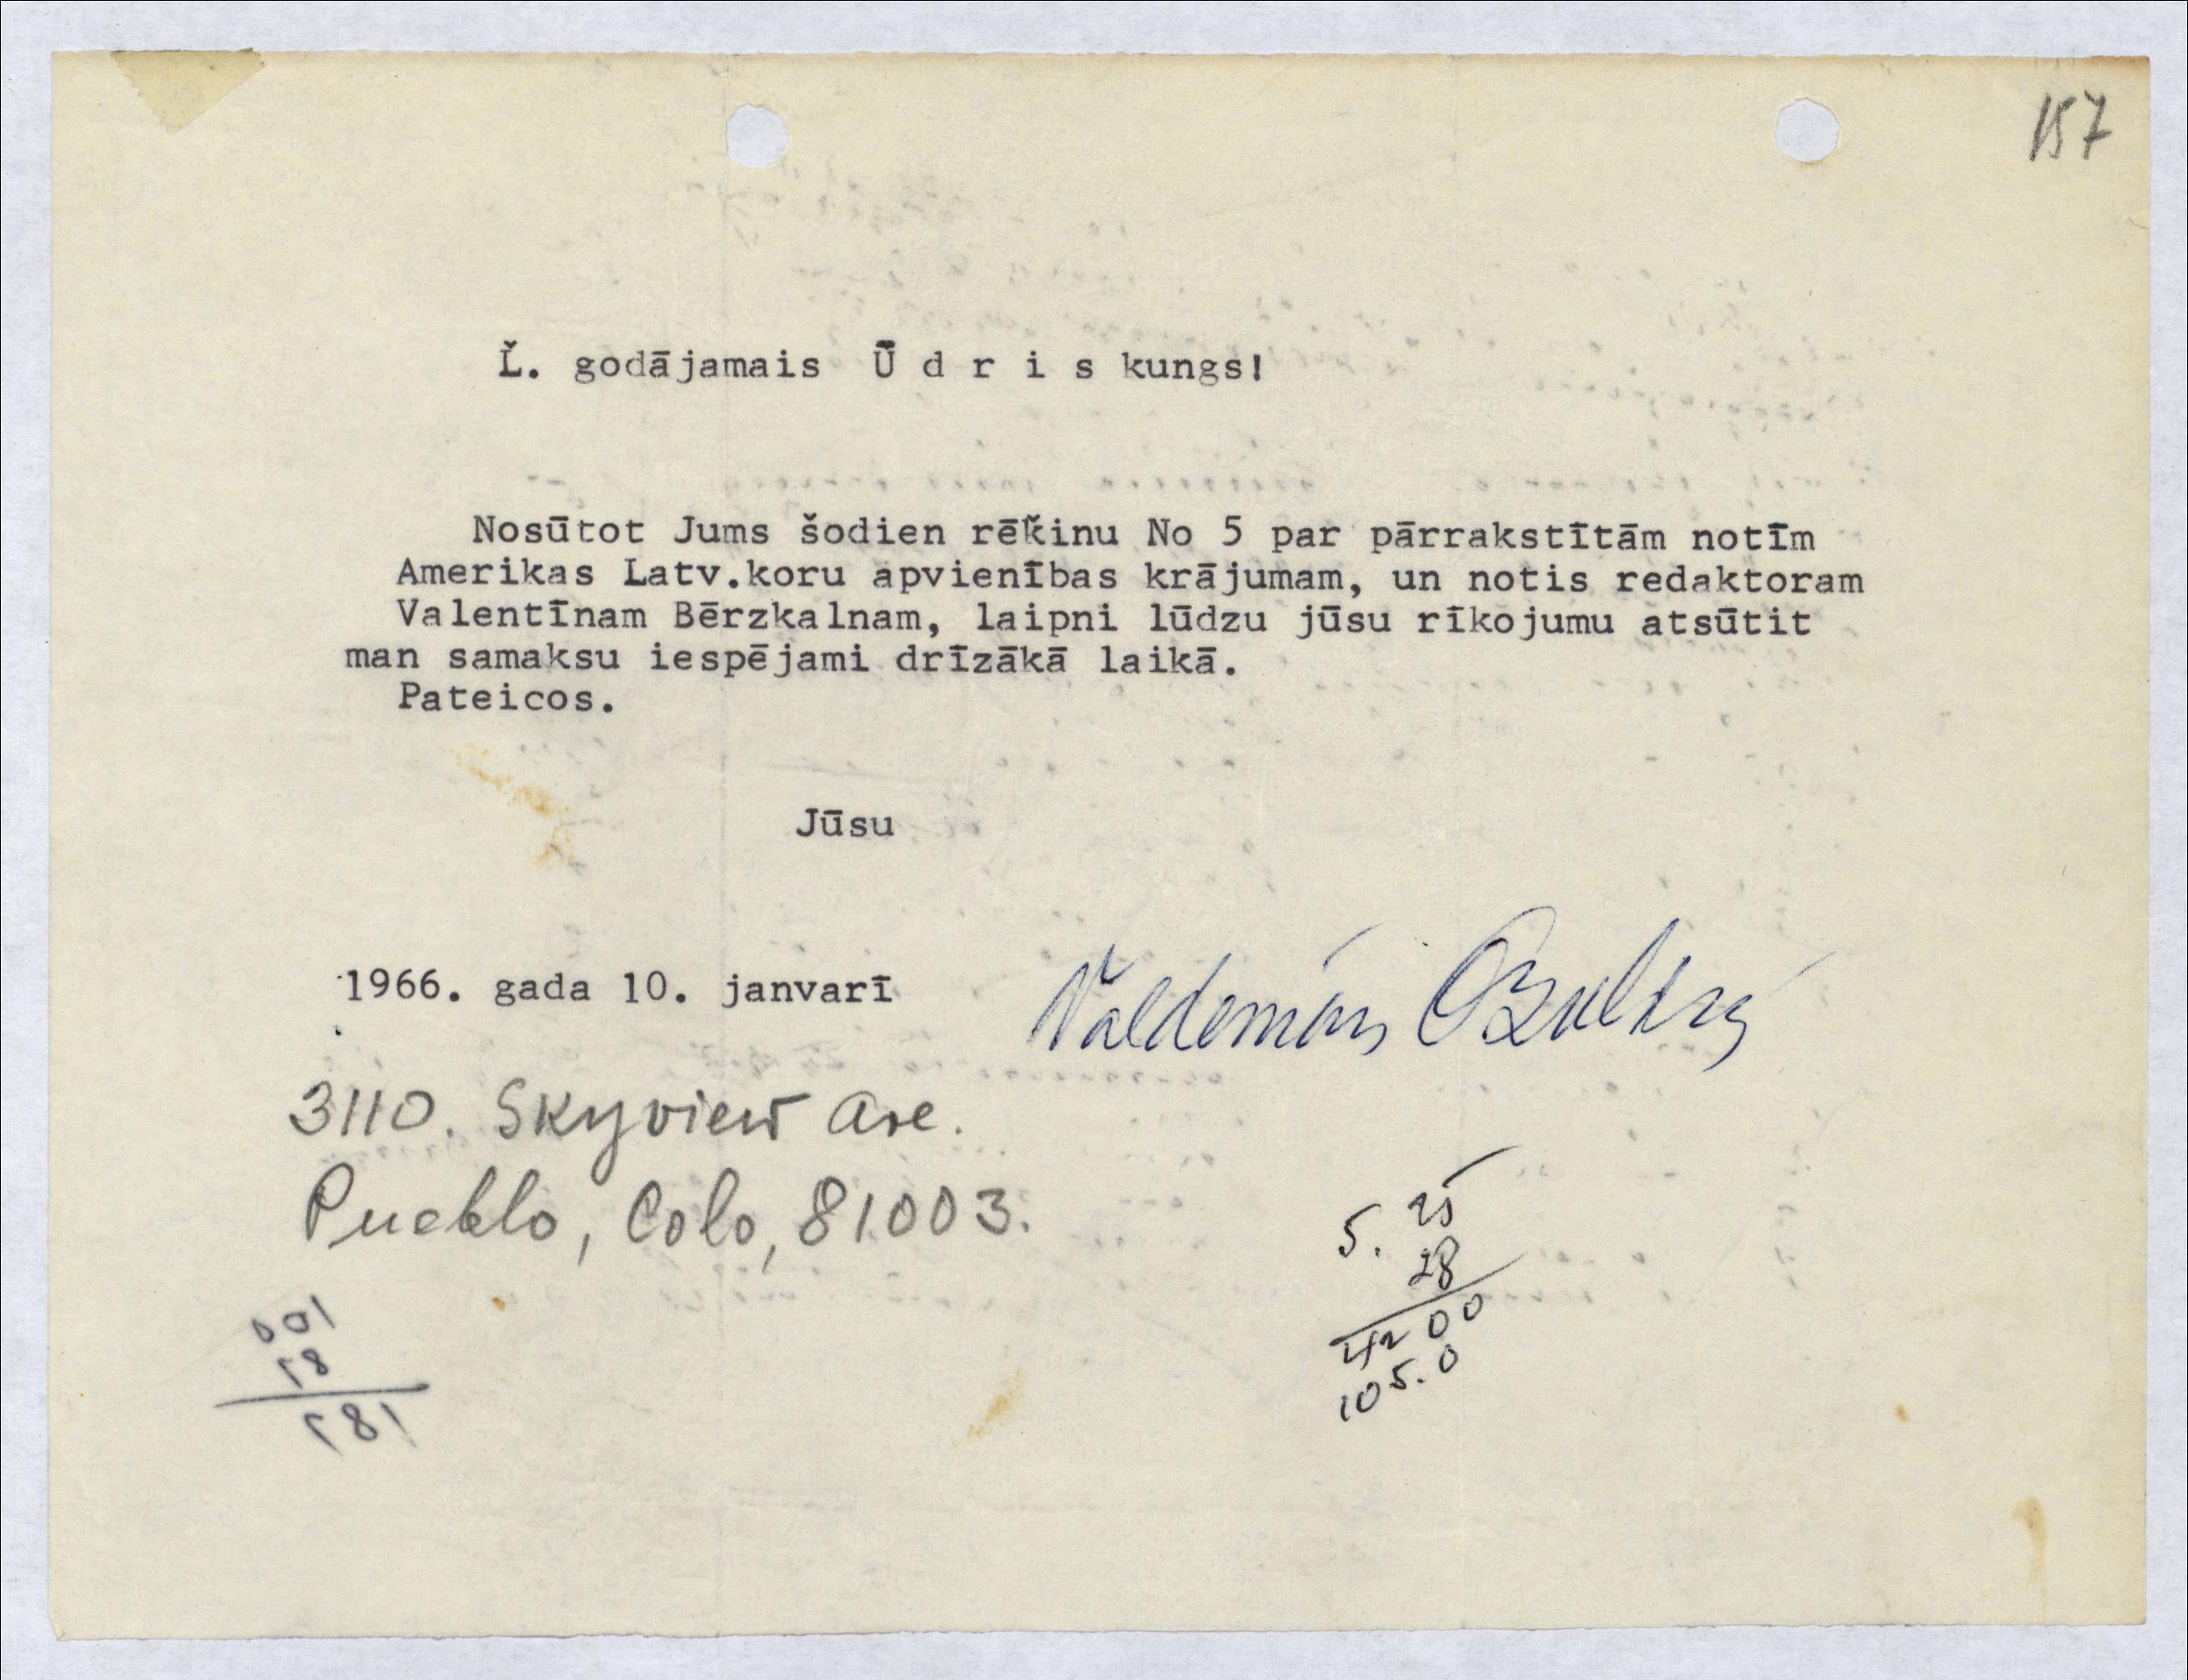 157
Ļ. godājamais Ū d r i s kungs!
Nosūtot Jums šodien rēķinu No 5 par pārrakstītām notīm
Amerikas Latv.koru apvienības krājumam, un notis redaktoram
Valentīnam Bērzkalnam, laipni lūdzu jūsu rīkojumu atsūtit
man samaksu iespējami drīzākā laikā.
Pateicos.
Jūsu
1966. gada 10. janvarī
Valdemārs Ozoliņš
3110. Skyview Ave.
Pueblo, Colo, 81003.
5. 25
28
4200
105.0